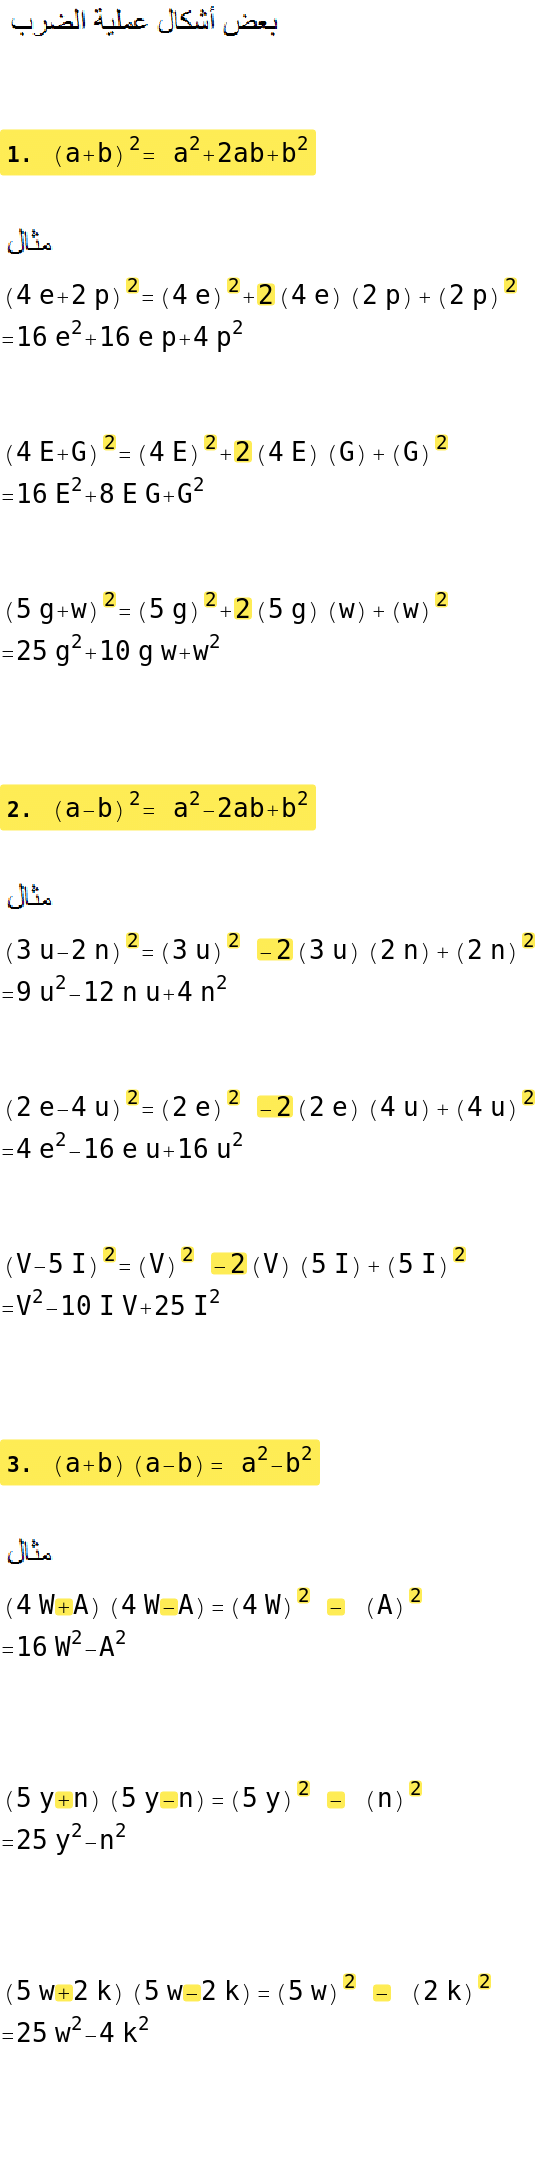 بعض أشكال عملية الضرب
1. (a+b)²= a²+2ab+b²
مثال
(4 e+2 p)²=(4 e)²+2(4 e) (2 p)+(2 p)²
=16 e²+16 e p+4 p²
(4 E+G)²=(4 E)²+2(4 E) (G)+(G)²
=16 E²+8 E G+G²
(5 g+w)²=(5 g)²+2(5 g) (w)+(w)²
=25 g²+10 g w+w²
2. (a-b)²= a²-2ab+b²
مثال
(3 u-2 n)²=(3 u)² -2(3 u) (2 n)+(2 n)²
=9 u²-12 n u+4 n²
(2 e-4 u)²=(2 e)² -2(2 e) (4 u)+(4 u)²
=4 e²-16 e u+16 u²
(V-5 I)²=(V)² -2(V) (5 I)+(5 I)²
=V²-10 I V+25 I²
3. (a+b) (a-b)= a²-b²
مثال
(4 W+A) (4 W-A)=(4 W)² - (A)²
=16 W²-A²
(5 y+n) (5 y-n)=(5 y)² - (n)²
=25 y²-n²
(5 w+2 k) (5 w-2 k)=(5 w)² - (2 k)²
=25 w²-4 k²